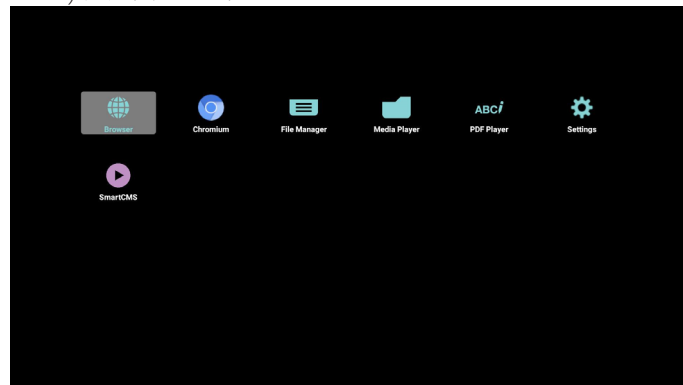 Browser
Chromium
File Manager
Media Player
ABCi
PDF Player
Settings
SmartCMS